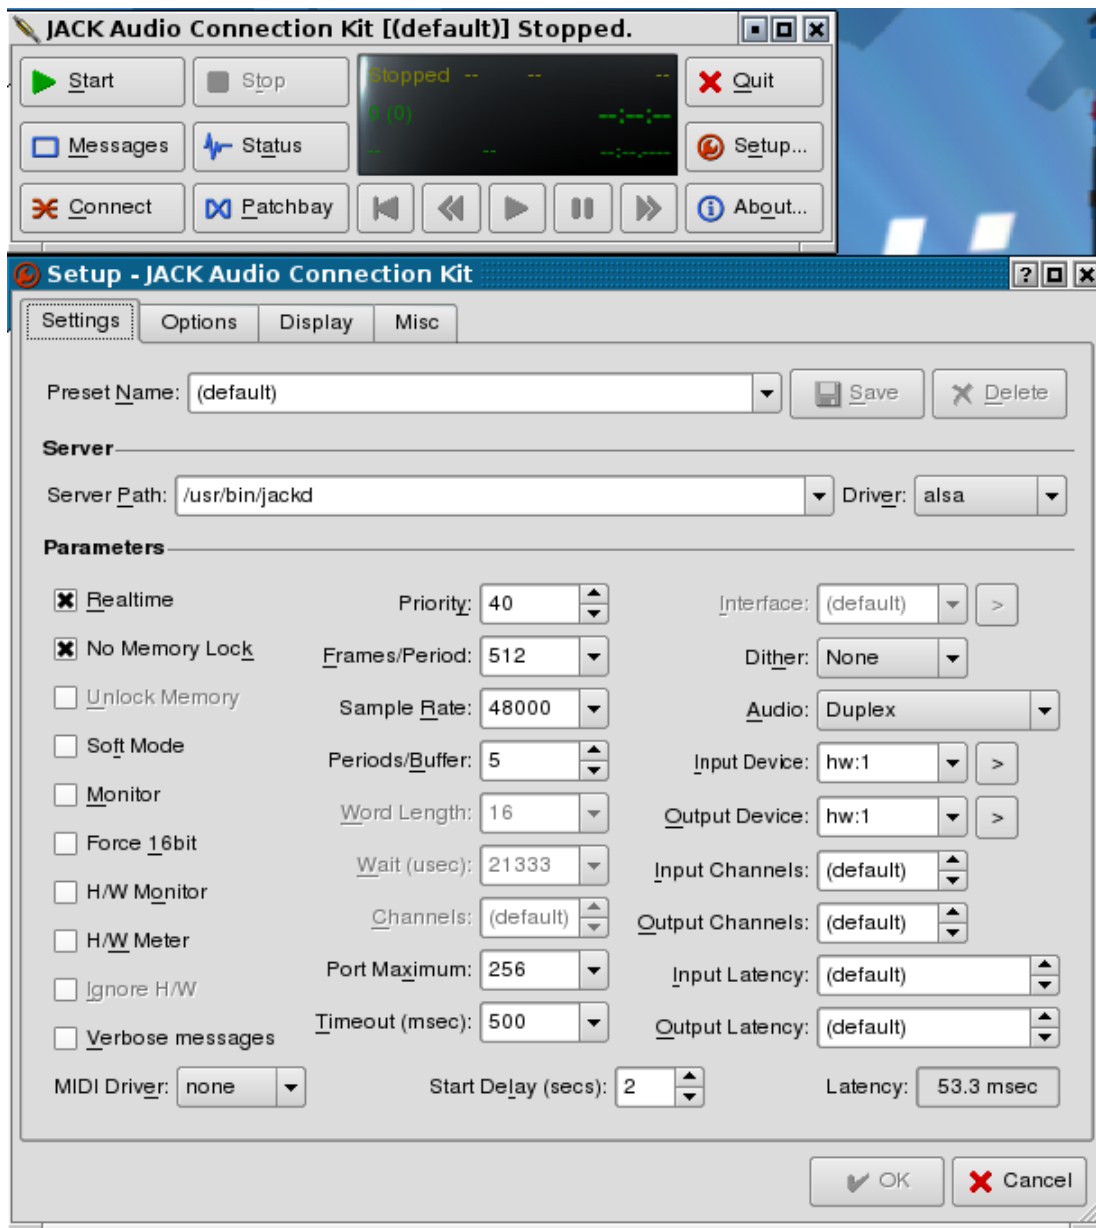 JACK Audio Connection Kit [(default)] Stopped.
Start
Stop
Stopped -- -- --
0 (0) --:--:--
-- -- --:--.----
Quit
Messages
Status
Setup...
Connect
Patchbay
About...
Setup - JACK Audio Connection Kit
Settings Options Display Misc
Preset Name: (default) Save Delete
Server
Server Path: /usr/bin/jackd Driver: alsa
Parameters
Realtime Priority: 40 Interface: (default) >
No Memory Lock Frames/Period: 512 Dither: None
Unlock Memory Sample Rate: 48000 Audio: Duplex
Soft Mode Periods/Buffer: 5 Input Device: hw:1 >
Monitor Word Length: 16 Output Device: hw:1 >
Force 16bit Wait (usec): 21333 Input Channels: (default)
H/W Monitor Channels: (default) Output Channels: (default)
H/W Meter Port Maximum: 256 Input Latency: (default)
Ignore H/W Timeout (msec): 500 Output Latency: (default)
Verbose messages
MIDI Driver: none Start Delay (secs): 2 Latency: 53.3 msec
OK Cancel